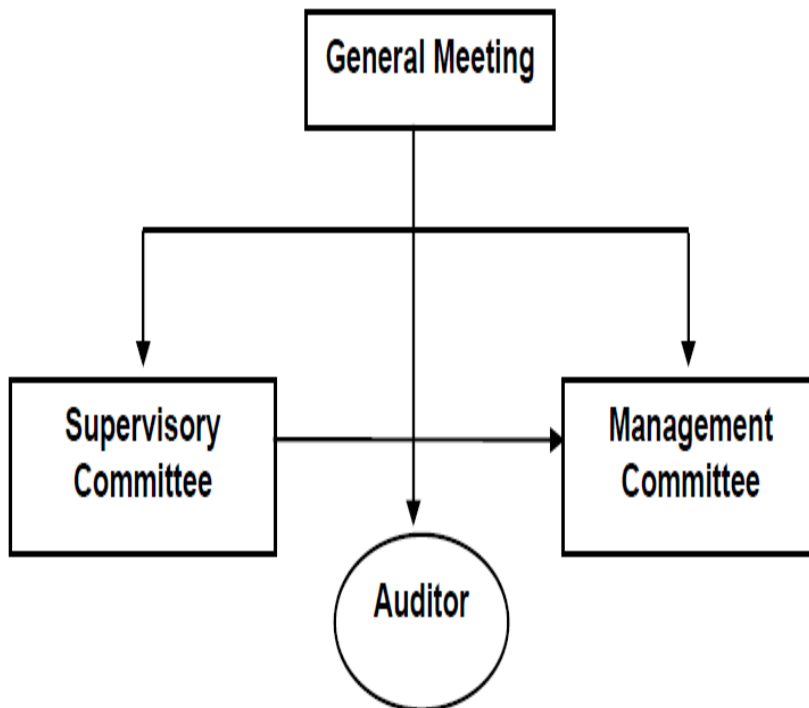 General Meeting
Supervisory
Committee
Management
Committee
Auditor